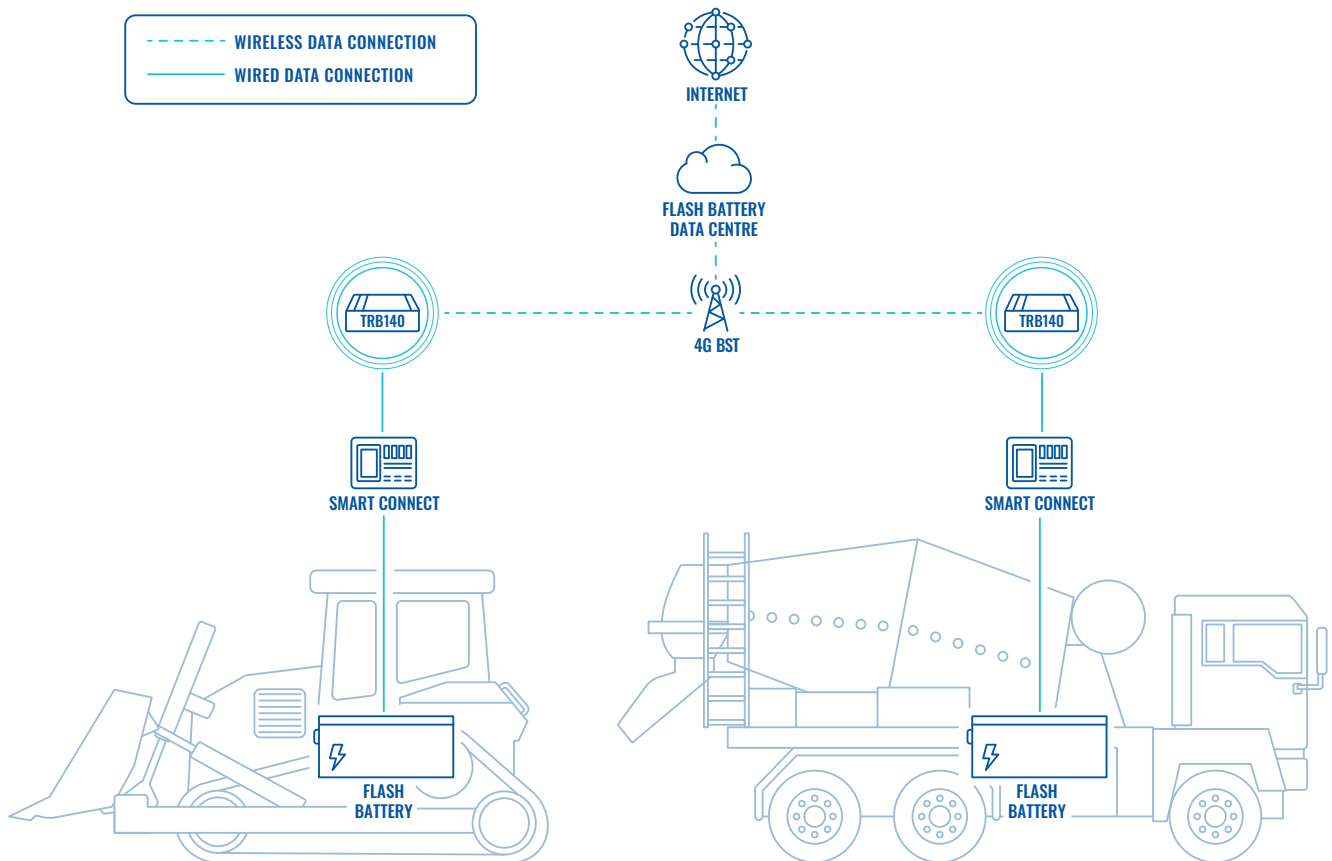 WIRELESS DATA CONNECTION
WIRED DATA CONNECTION
INTERNET
FLASH BATTERY
DATA CENTRE
TRB140
4G BST
TRB140
SMART CONNECT
SMART CONNECT
FLASH
BATTERY
FLASH
BATTERY